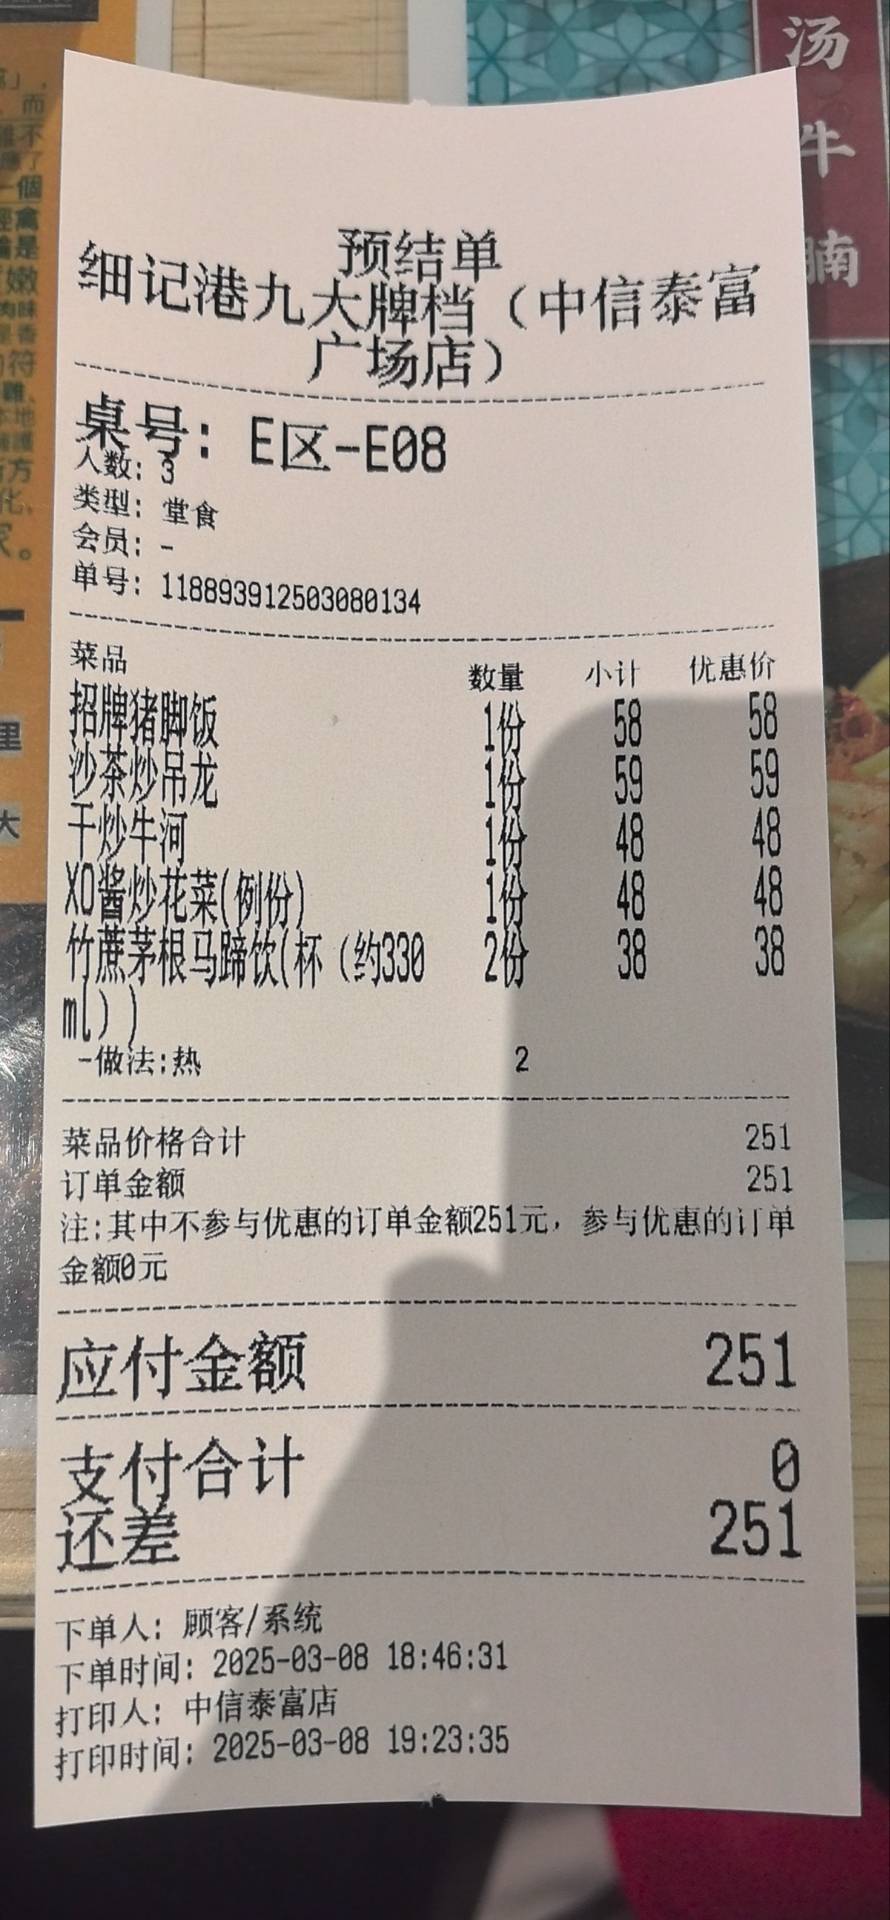 汤
牛
腩
预结单
细记港九大牌档（中信泰富
广场店）
桌号: E区-E08
人数: 3
类型: 堂食
会员: -
单号: 118893912503080134
菜品 数量 小计 优惠价
招牌猪脚饭 1份 58 58
沙茶炒吊龙 1份 59 59
干炒牛河 1份 48 48
XO酱炒花菜(例份) 1份 48 48
竹蔗茅根马蹄饮(杯（约330 2份 38 38
ml）)
-做法:热 2
菜品价格合计 251
订单金额 251
注:其中不参与优惠的订单金额251元，参与优惠的订单
金额0元
应付金额 251
支付合计 0
还差 251
下单人: 顾客/系统
下单时间: 2025-03-08 18:46:31
打印人: 中信泰富店
打印时间: 2025-03-08 19:23:35